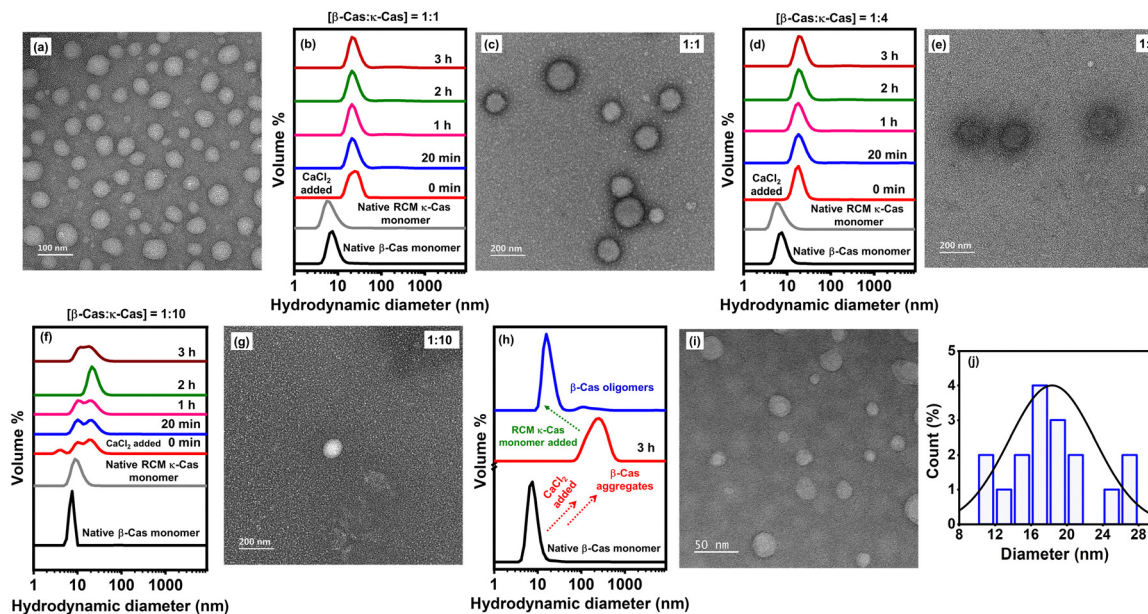 [β-Cas:κ-Cas] = 1:1
[β-Cas:κ-Cas] = 1:4
(a)
100 nm
(b)
3 h
2 h
1 h
20 min
CaCl₂
added
0 min
Native RCM κ-Cas
monomer
Native β-Cas monomer
Volume %
1 10 100 1000
Hydrodynamic diameter (nm)
(c)
1:1
200 nm
(d)
3 h
2 h
1 h
20 min
CaCl₂
added
0 min
Native RCM κ-Cas
monomer
Native β-Cas monomer
Volume %
1 10 100 1000
Hydrodynamic diameter (nm)
(e)
200 nm
[β-Cas:κ-Cas] = 1:10
(f)
3 h
2 h
1 h
20 min
CaCl₂ added 0 min
Native RCM κ-Cas
monomer
Native β-Cas monomer
Volume %
1 10 100 1000
Hydrodynamic diameter (nm)
(g)
1:10
200 nm
(h)
β-Cas oligomers
RCM κ-Cas
monomer added
3 h
CaCl₂
added
β-Cas
aggregates
Native β-Cas monomer
Volume %
1 10 100 1000
Hydrodynamic diameter (nm)
(i)
50 nm
(j)
5
4
3
2
1
0
Count (%)
8 12 16 20 24 28
Diameter (nm)